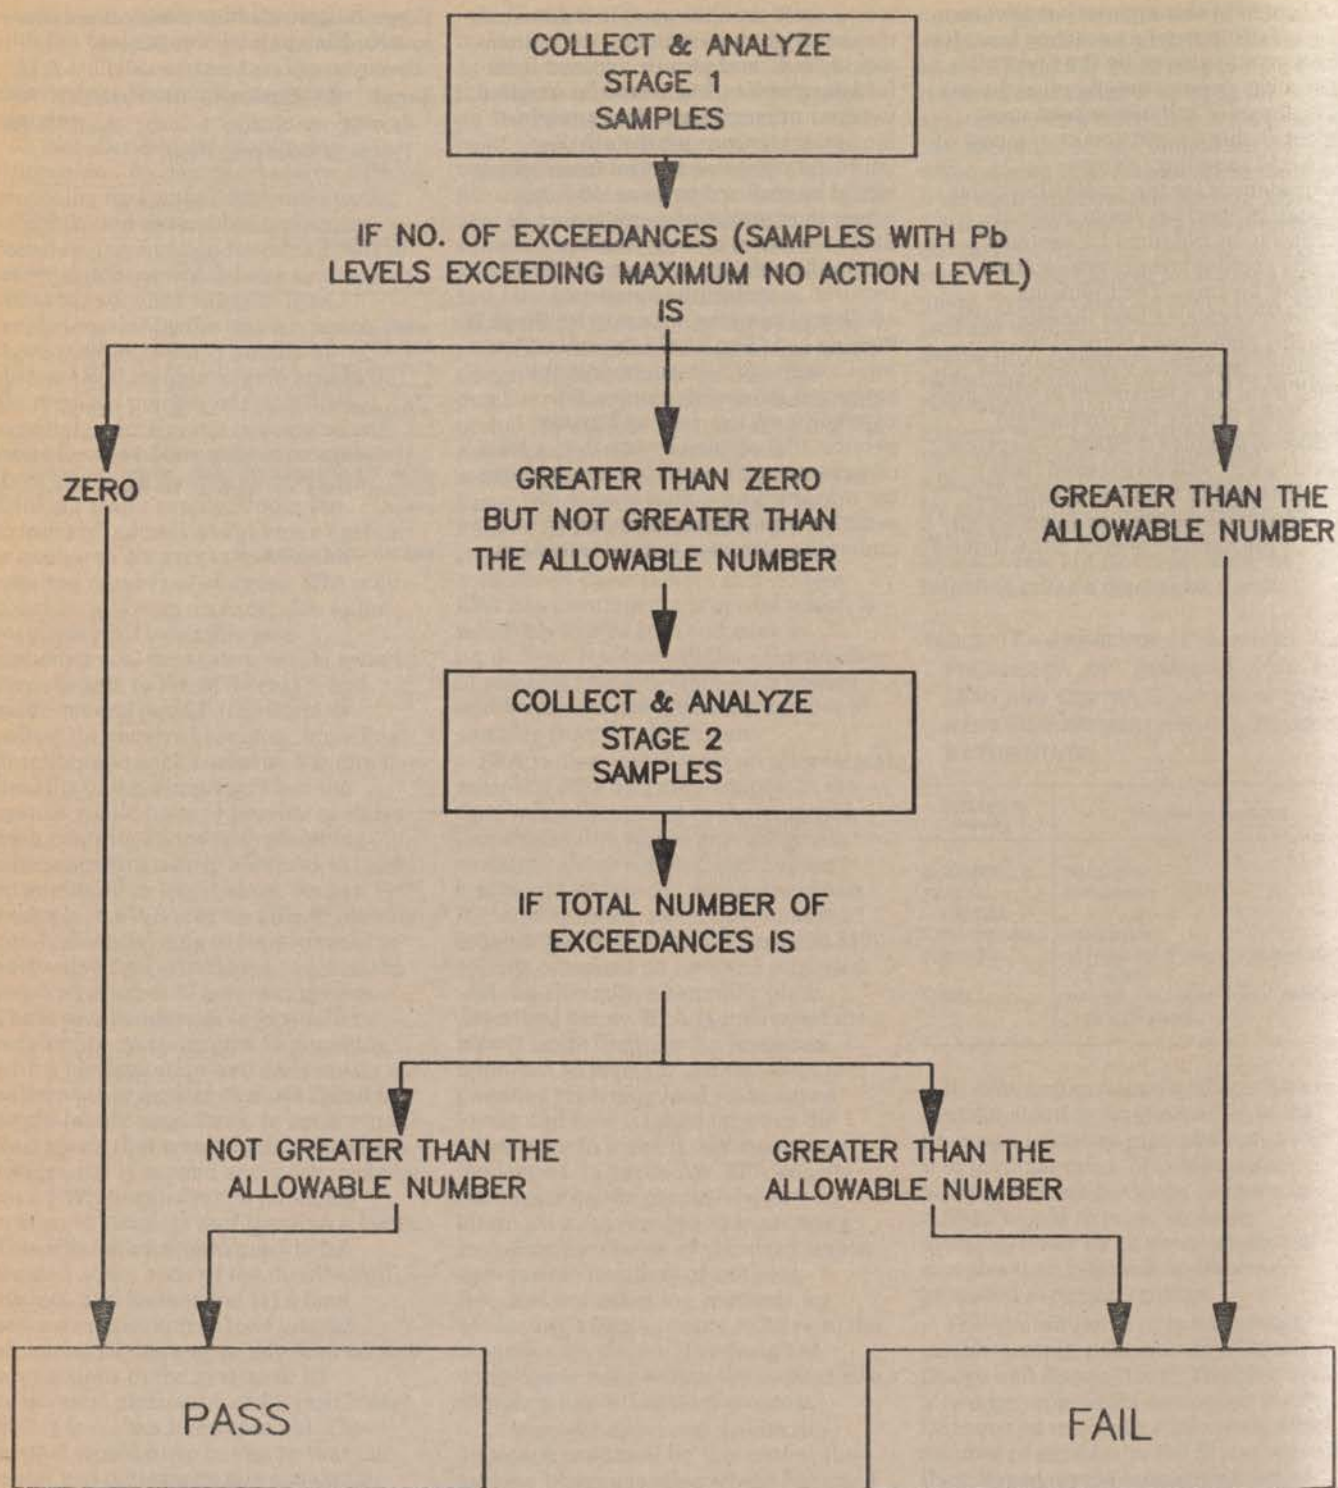 COLLECT & ANALYZE
STAGE 1
SAMPLES
IF NO. OF EXCEEDANCES (SAMPLES WITH Pb
LEVELS EXCEEDING MAXIMUM NO ACTION LEVEL)
IS
ZERO
GREATER THAN ZERO
BUT NOT GREATER THAN
THE ALLOWABLE NUMBER
GREATER THAN THE
ALLOWABLE NUMBER
COLLECT & ANALYZE
STAGE 2
SAMPLES
IF TOTAL NUMBER OF
EXCEEDANCES IS
NOT GREATER THAN THE
ALLOWABLE NUMBER
GREATER THAN THE
ALLOWABLE NUMBER
PASS
FAIL